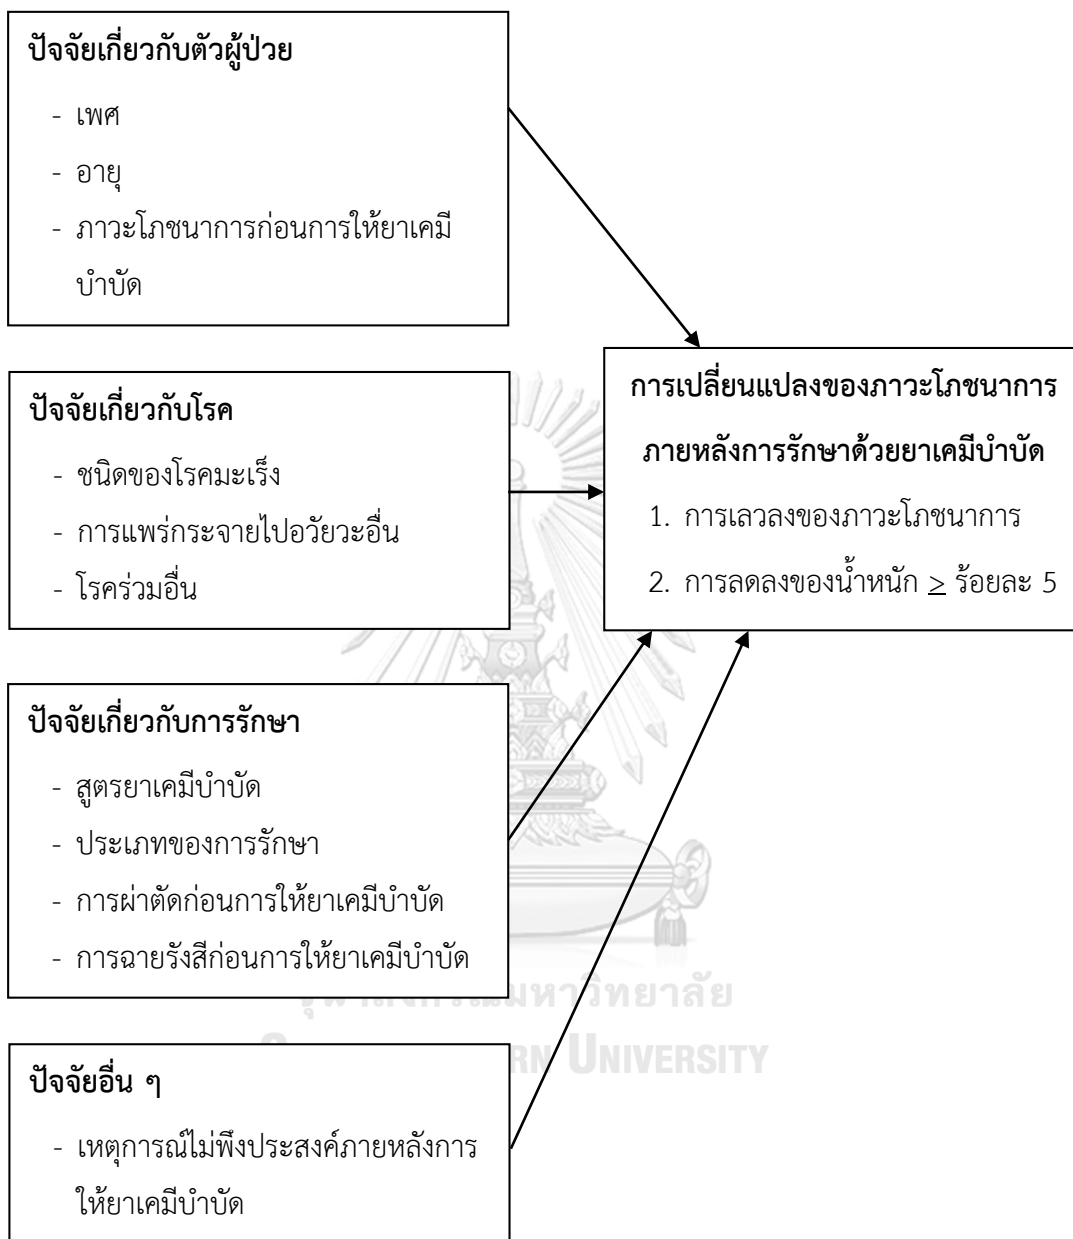 ปัจจัยเกี่ยวกับตัวผู้ป่วย
- เพศ
- อายุ
- ภาวะโภชนาการก่อนการให้ยาเคมี
บำบัด
ปัจจัยเกี่ยวกับโรค
- ชนิดของโรคมะเร็ง
- การแพร่กระจายไปอวัยวะอื่น
- โรคร่วมอื่น
การเปลี่ยนแปลงของภาวะโภชนาการ
ภายหลังการรักษาด้วยยาเคมีบำบัด
1. การเลวลงของภาวะโภชนาการ
2. การลดลงของน้ำหนัก ≥ ร้อยละ 5
ปัจจัยเกี่ยวกับการรักษา
- สูตรยาเคมีบำบัด
- ประเภทของการรักษา
- การผ่าตัดก่อนการให้ยาเคมีบำบัด
- การฉายรังสีก่อนการให้ยาเคมีบำบัด
มหาวิทยาลัย
UNIVERSITY
ปัจจัยอื่น ๆ
- เหตุการณ์ไม่พึงประสงค์ภายหลังการ
ให้ยาเคมีบำบัด